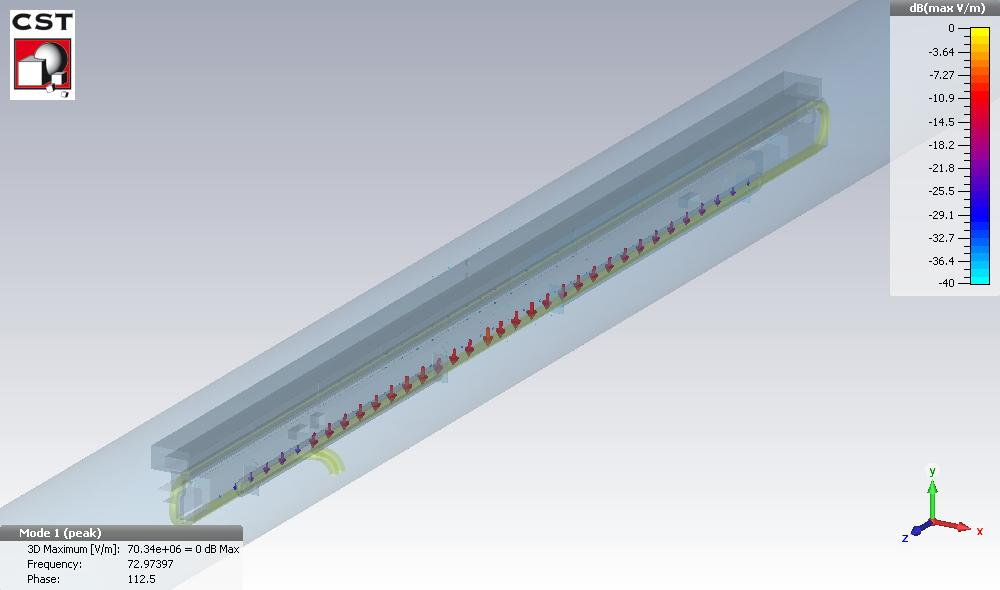 CST
dB(max V/m)
0
-3.64
-7.27
-10.9
-14.5
-18.2
-21.8
-25.5
-29.1
-32.7
-36.4
-40
y
x
z
Mode 1 (peak)
3D Maximum [V/m]: 70.34e+06 = 0 dB Max
Frequency: 72.97397
Phase: 112.5